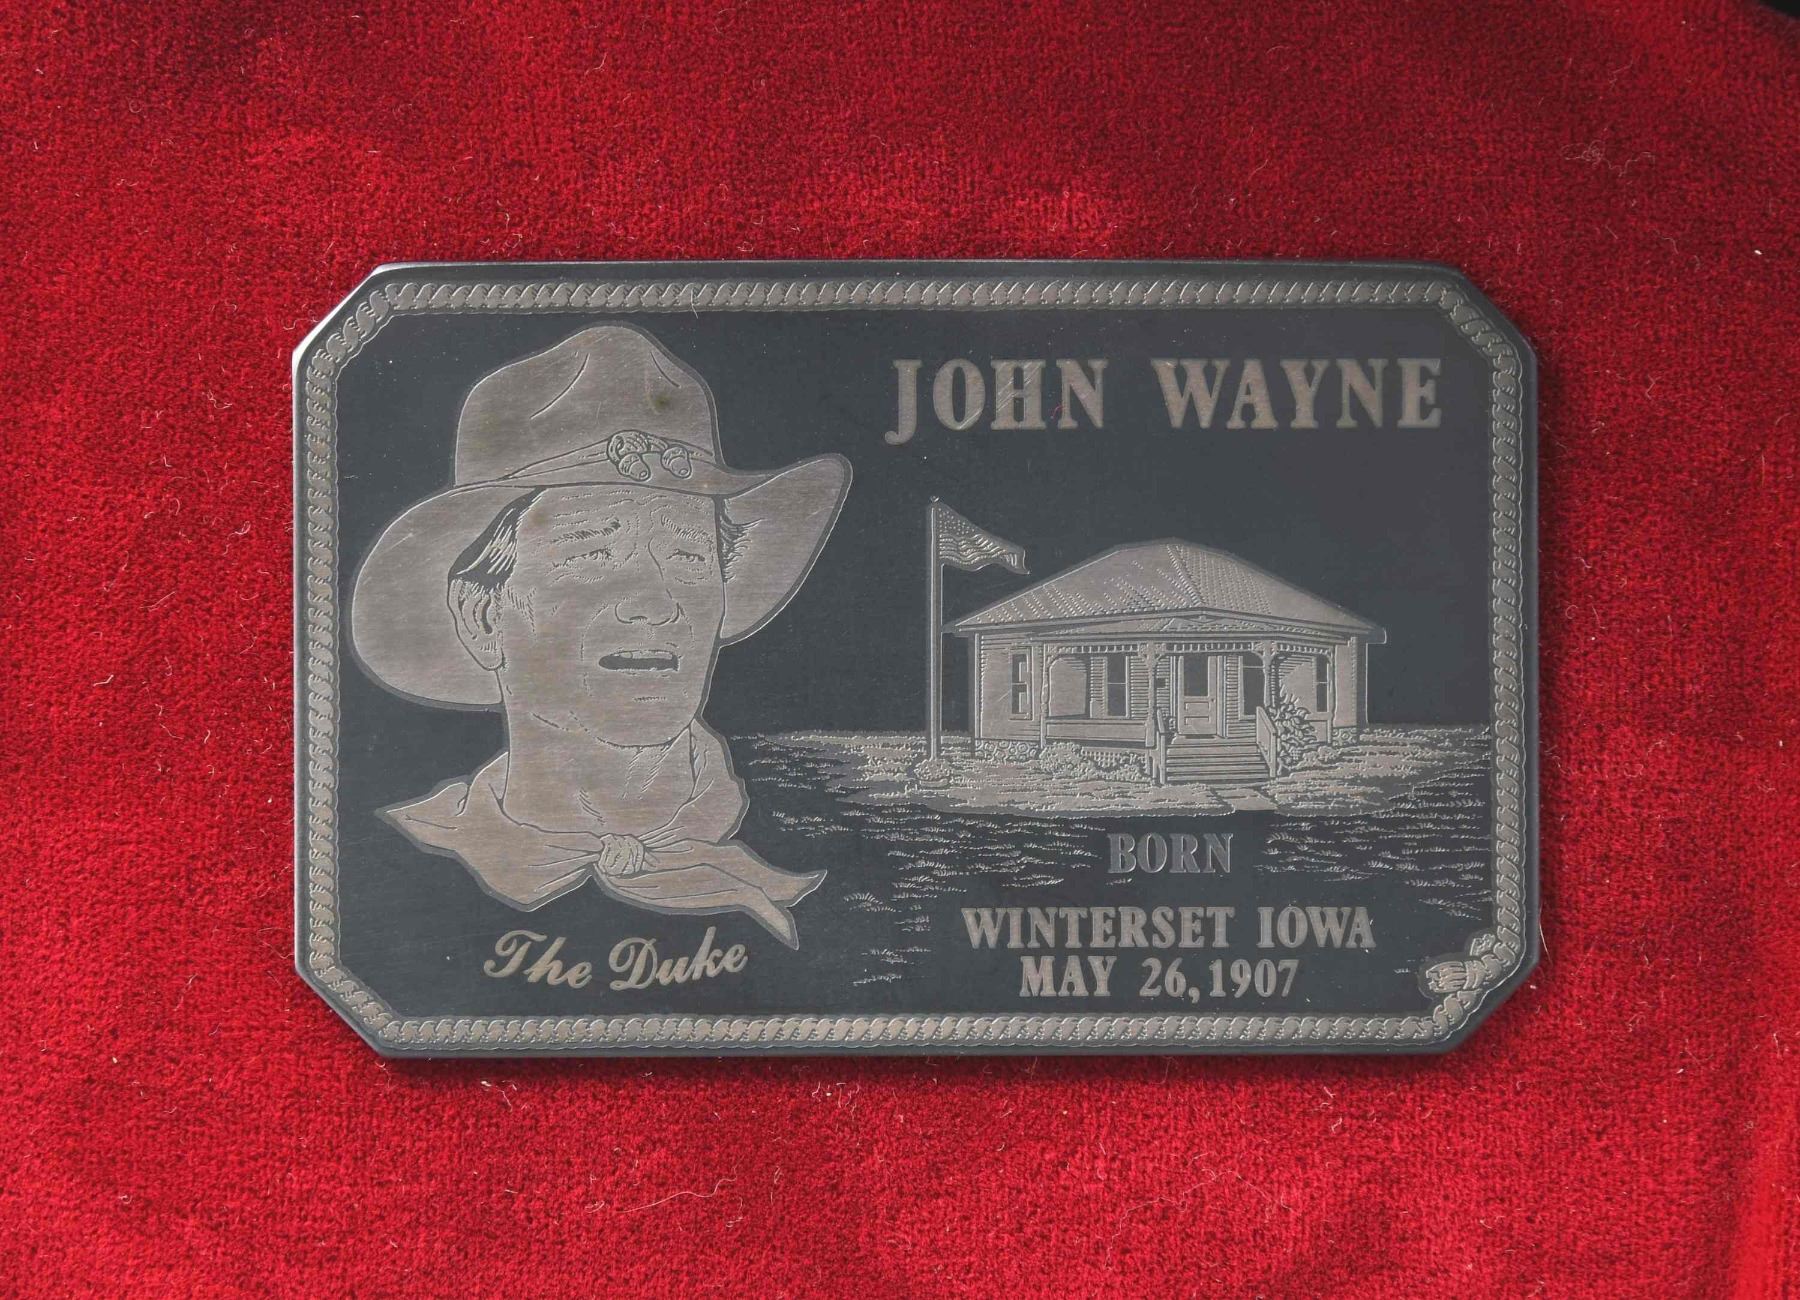 JOHN WAYNE
The Duke
BORN
WINTERSET IOWA
MAY 26, 1907